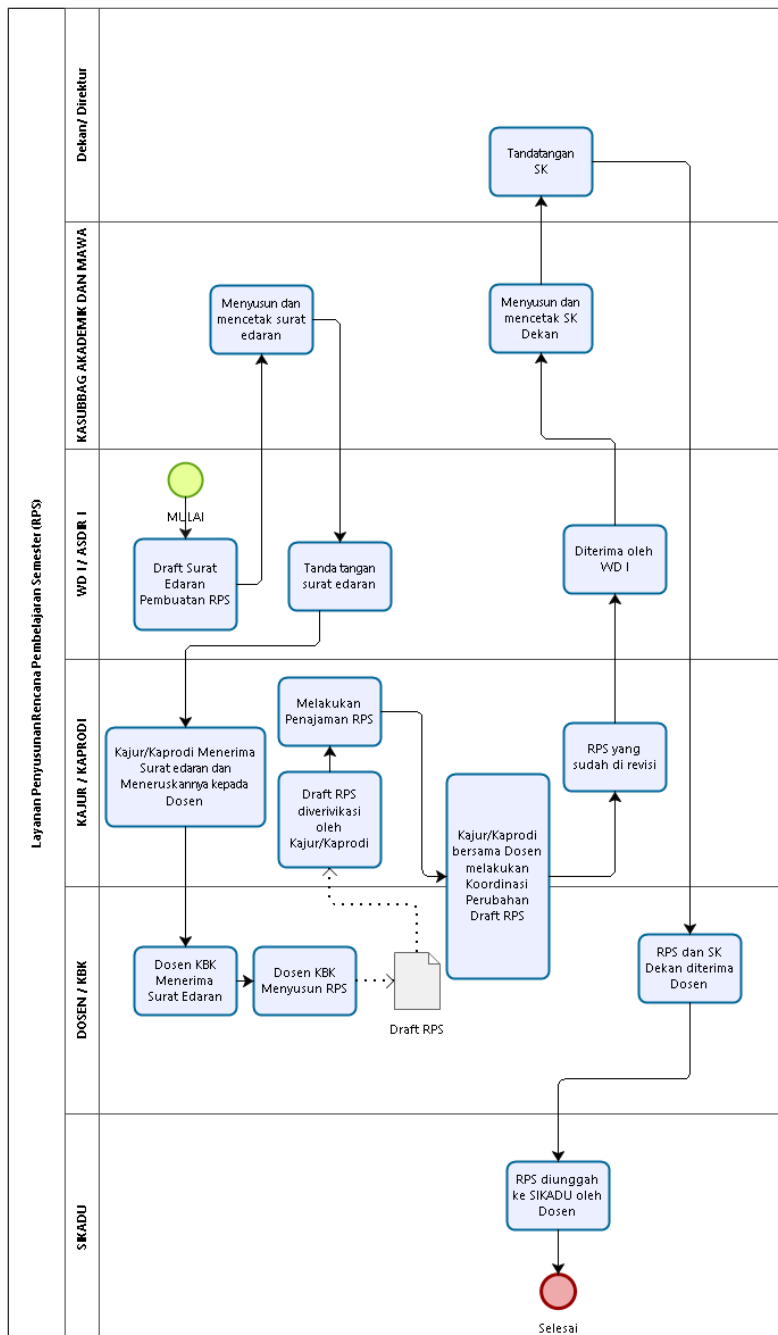 Layanan Penyusunan Rencana Pembelajaran Semester (RPS)
Dekan/ Direktur
Tandatangan
SK
KASUBBAG AKADEMIK DAN MAWA
Menyusun dan
mencetak surat
edaran
Menyusun dan
mencetak SK
Dekan
WD I/ ASDIR I
MULAI
Draft Surat
Edaran
Pembuatan RPS
Tanda tangan
surat edaran
Diterima oleh
WD I
KAJUR / KAPRODI
Kajur/Kaprodi Menerima
Surat edaran dan
Meneruskannya kepada
Dosen
Melakukan
Penajaman RPS
Draft RPS
diverivikasi
oleh
Kajur/Kaprodi
Kajur/Kaprodi
bersama Dosen
melakukan
Koordinasi
Perubahan
Draft RPS
RPS yang
sudah di revisi
DOSEN / KBK
Dosen KBK
Menerima
Surat Edaran
Dosen KBK
Menyusun RPS
Draft RPS
RPS dan SK
Dekan diterima
Dosen
SIKADU
RPS diunggah
ke SIKADU oleh
Dosen
Selesai